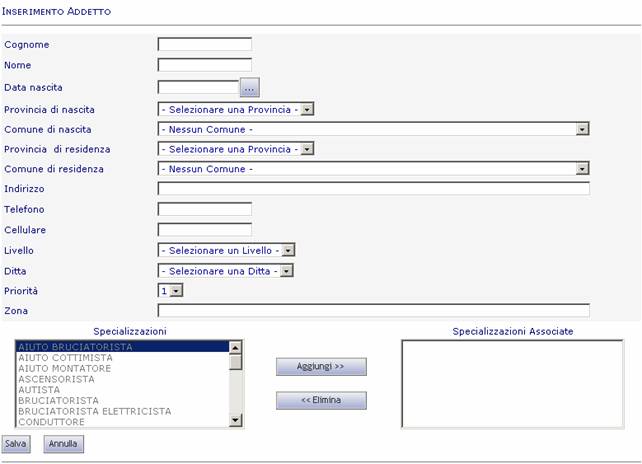 INSERIMENTO ADDETTO
Cognome
Nome
Data nascita ...
Provincia di nascita - Selezionare una Provincia -
Comune di nascita - Nessun Comune -
Provincia di residenza - Selezionare una Provincia -
Comune di residenza - Nessun Comune -
Indirizzo
Telefono
Cellulare
Livello - Selezionare un Livello -
Ditta - Selezionare una Ditta -
Priorità 1
Zona
Specializzazioni Specializzazioni Associate
AIUTO BRUCIATORISTA
AIUTO COTTIMISTA
AIUTO MONTATORE
ASCENSORISTA
AUTISTA
BRUCIATORISTA
BRUCIATORISTA ELETTRICISTA
CONDUTTORE
Aggiungi >>
<< Elimina
Salva Annulla